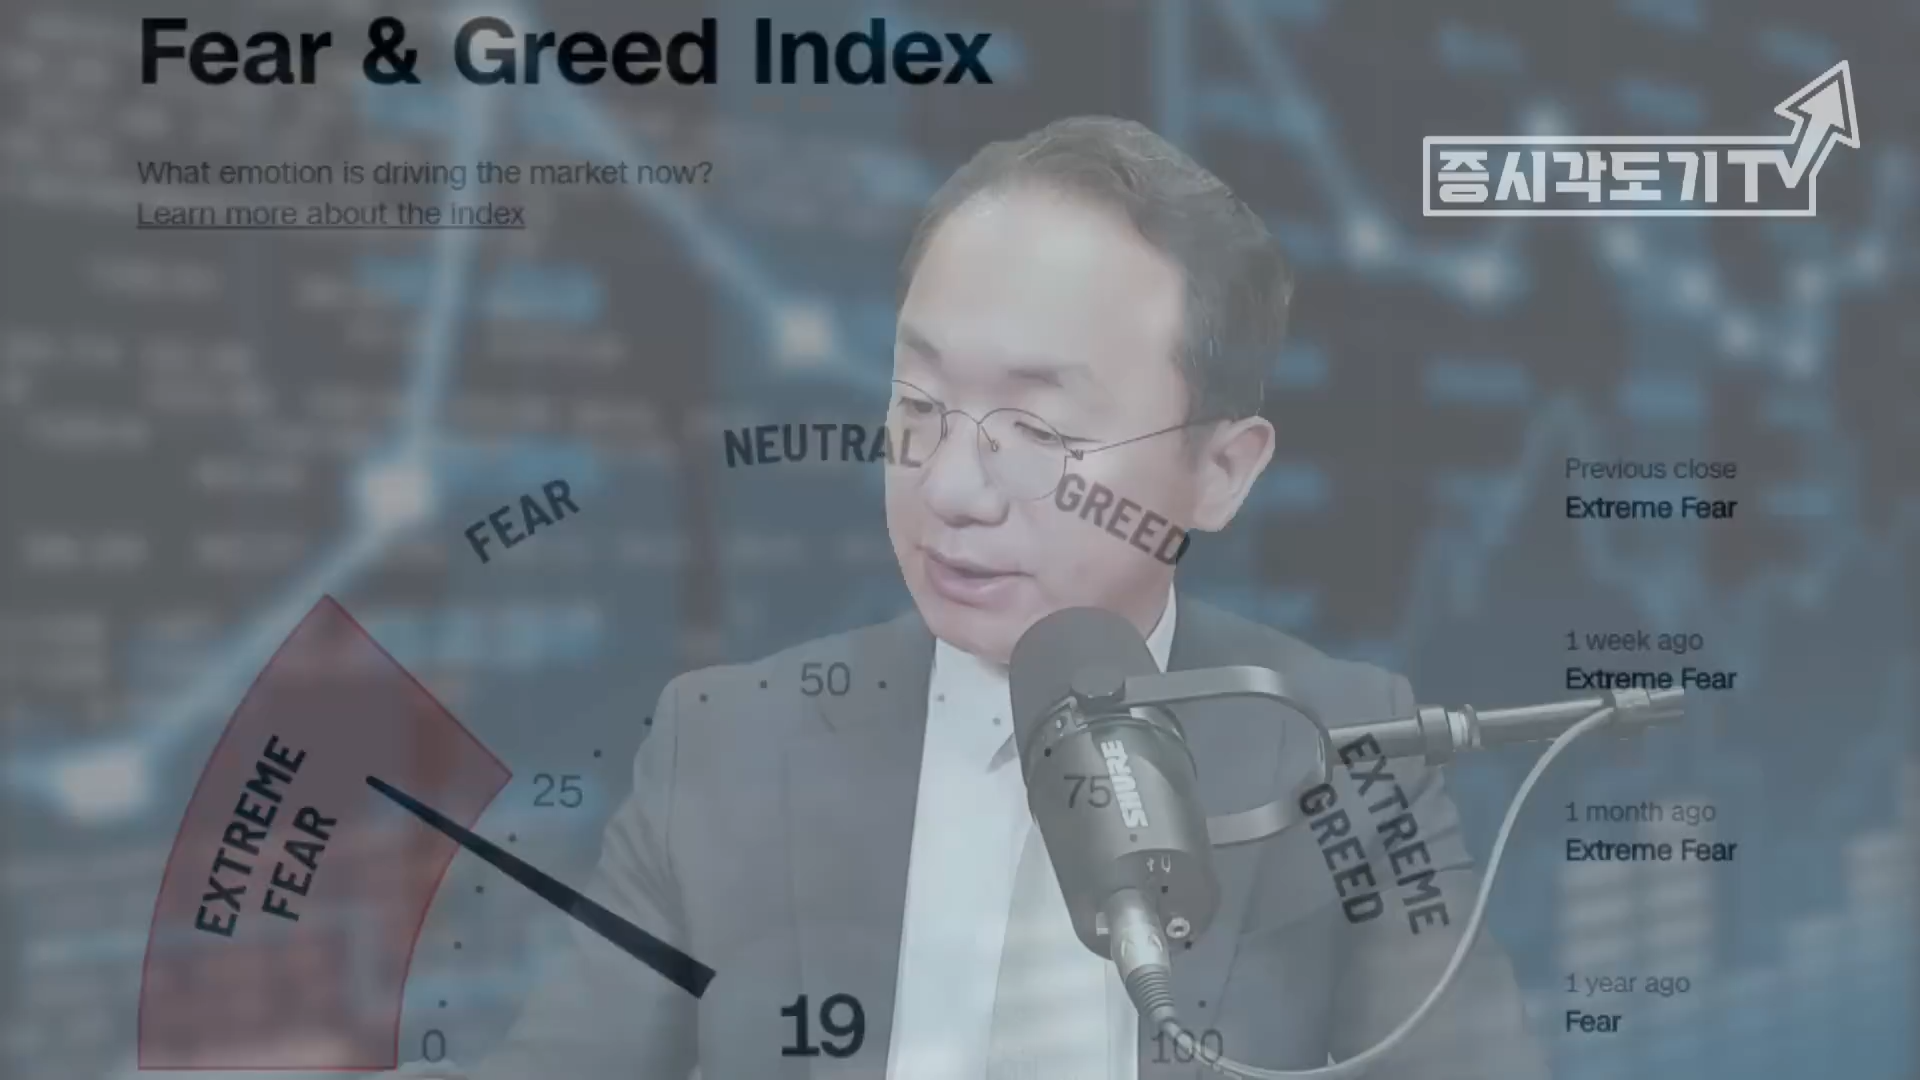 Fear & Greed Index
증시각도기TV
What emotion is driving the market now?
Learn more about the index
NEUTRAL
FEAR
GREED
Previous close
Extreme Fear
1 week ago
Extreme Fear
50
25
75
SHURE
EXTREME
FEAR
EXTREME
GREED
1 month ago
Extreme Fear
1 year ago
Fear
0
19
100